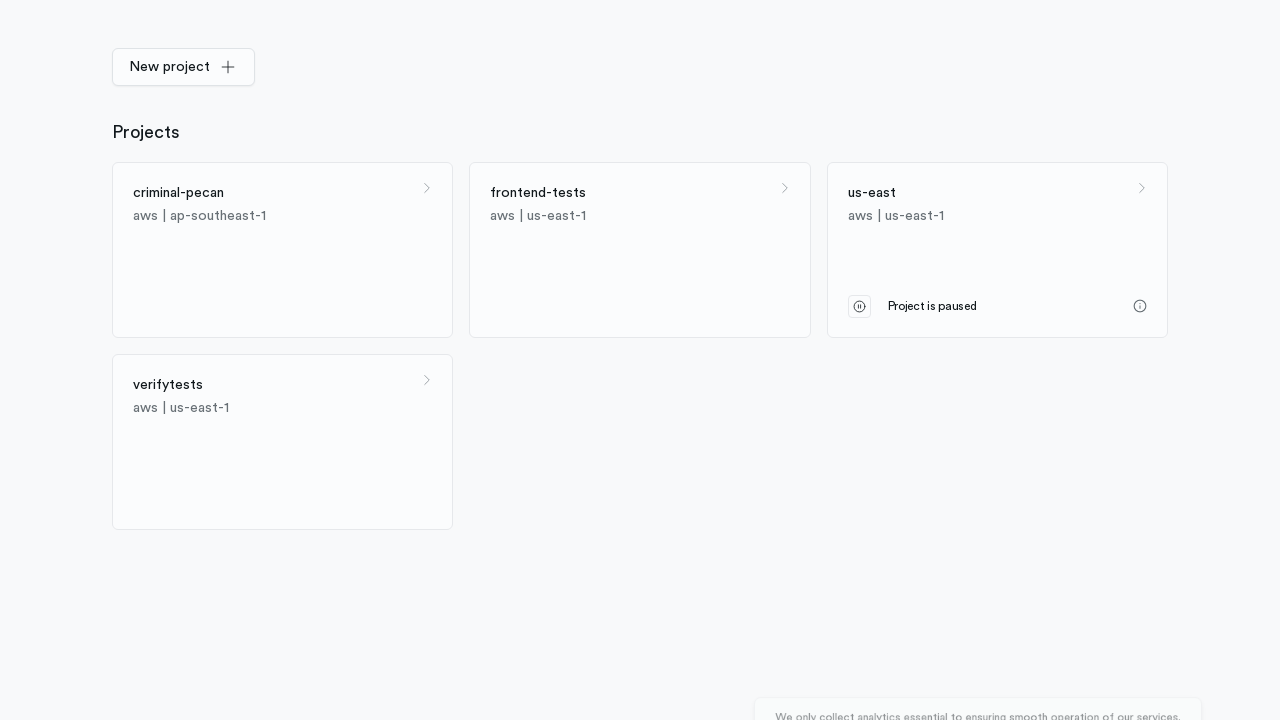 New project
Projects
criminal-pecan
aws | ap-southeast-1
frontend-tests
aws | us-east-1
us-east
aws | us-east-1
Project is paused
verifytests
aws | us-east-1
We only collect analytics essential to ensuring smooth operation of our services.